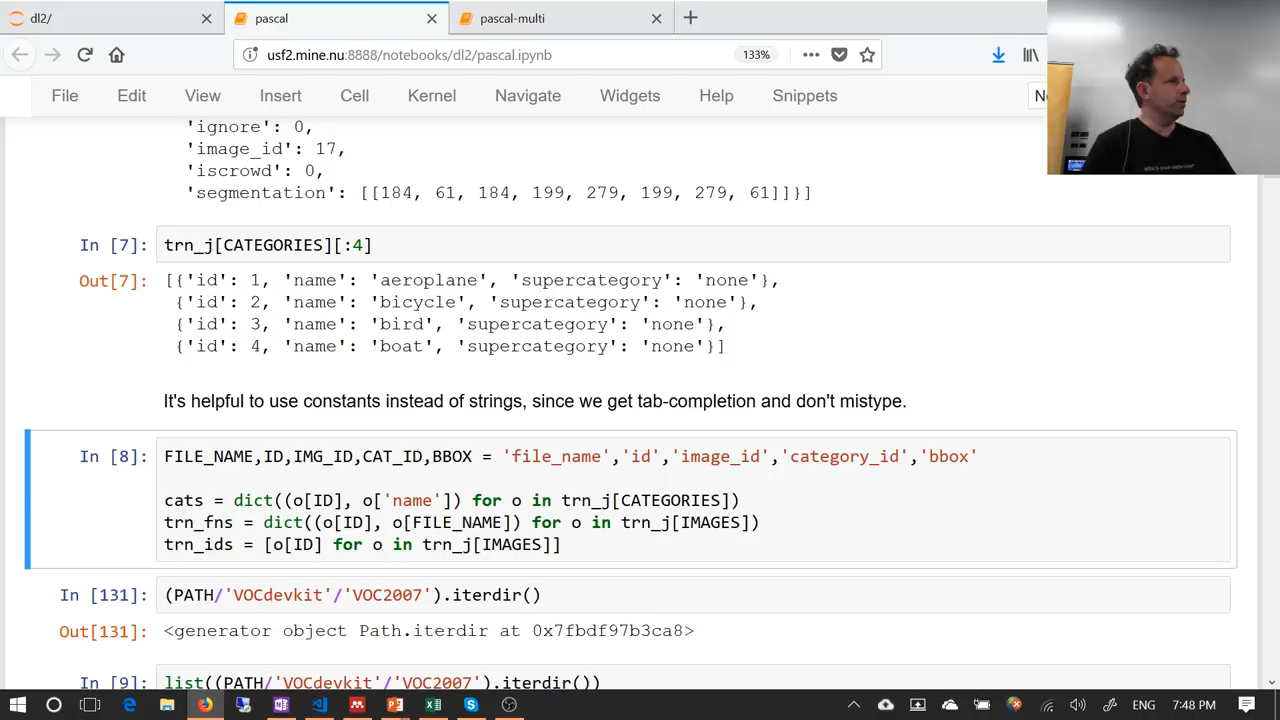 dl2/
pascal
pascal-multi
usf2.mine.nu:8888/notebooks/dl2/pascal.ipynb
133%
File Edit View Insert Cell Kernel Navigate Widgets Help Snippets
'ignore': 0,
'image_id': 17,
'iscrowd': 0,
'segmentation': [[184, 61, 184, 199, 279, 199, 279, 61]]}]
In [7]: trn_j[CATEGORIES][:4]
Out[7]: [{'id': 1, 'name': 'aeroplane', 'supercategory': 'none'},
{'id': 2, 'name': 'bicycle', 'supercategory': 'none'},
{'id': 3, 'name': 'bird', 'supercategory': 'none'},
{'id': 4, 'name': 'boat', 'supercategory': 'none'}]
It's helpful to use constants instead of strings, since we get tab-completion and don't mistype.
In [8]: FILE_NAME,ID,IMG_ID,CAT_ID,BBOX = 'file_name','id','image_id','category_id','bbox'
cats = dict((o[ID], o['name']) for o in trn_j[CATEGORIES])
trn_fns = dict((o[ID], o[FILE_NAME]) for o in trn_j[IMAGES])
trn_ids = [o[ID] for o in trn_j[IMAGES]]
In [131]: (PATH/'VOCdevkit'/'VOC2007').iterdir()
Out[131]: <generator object Path.iterdir at 0x7fbdf97b3ca8>
In [9]: list((PATH/'VOCdevkit'/'VOC2007').iterdir())
7:48 PM